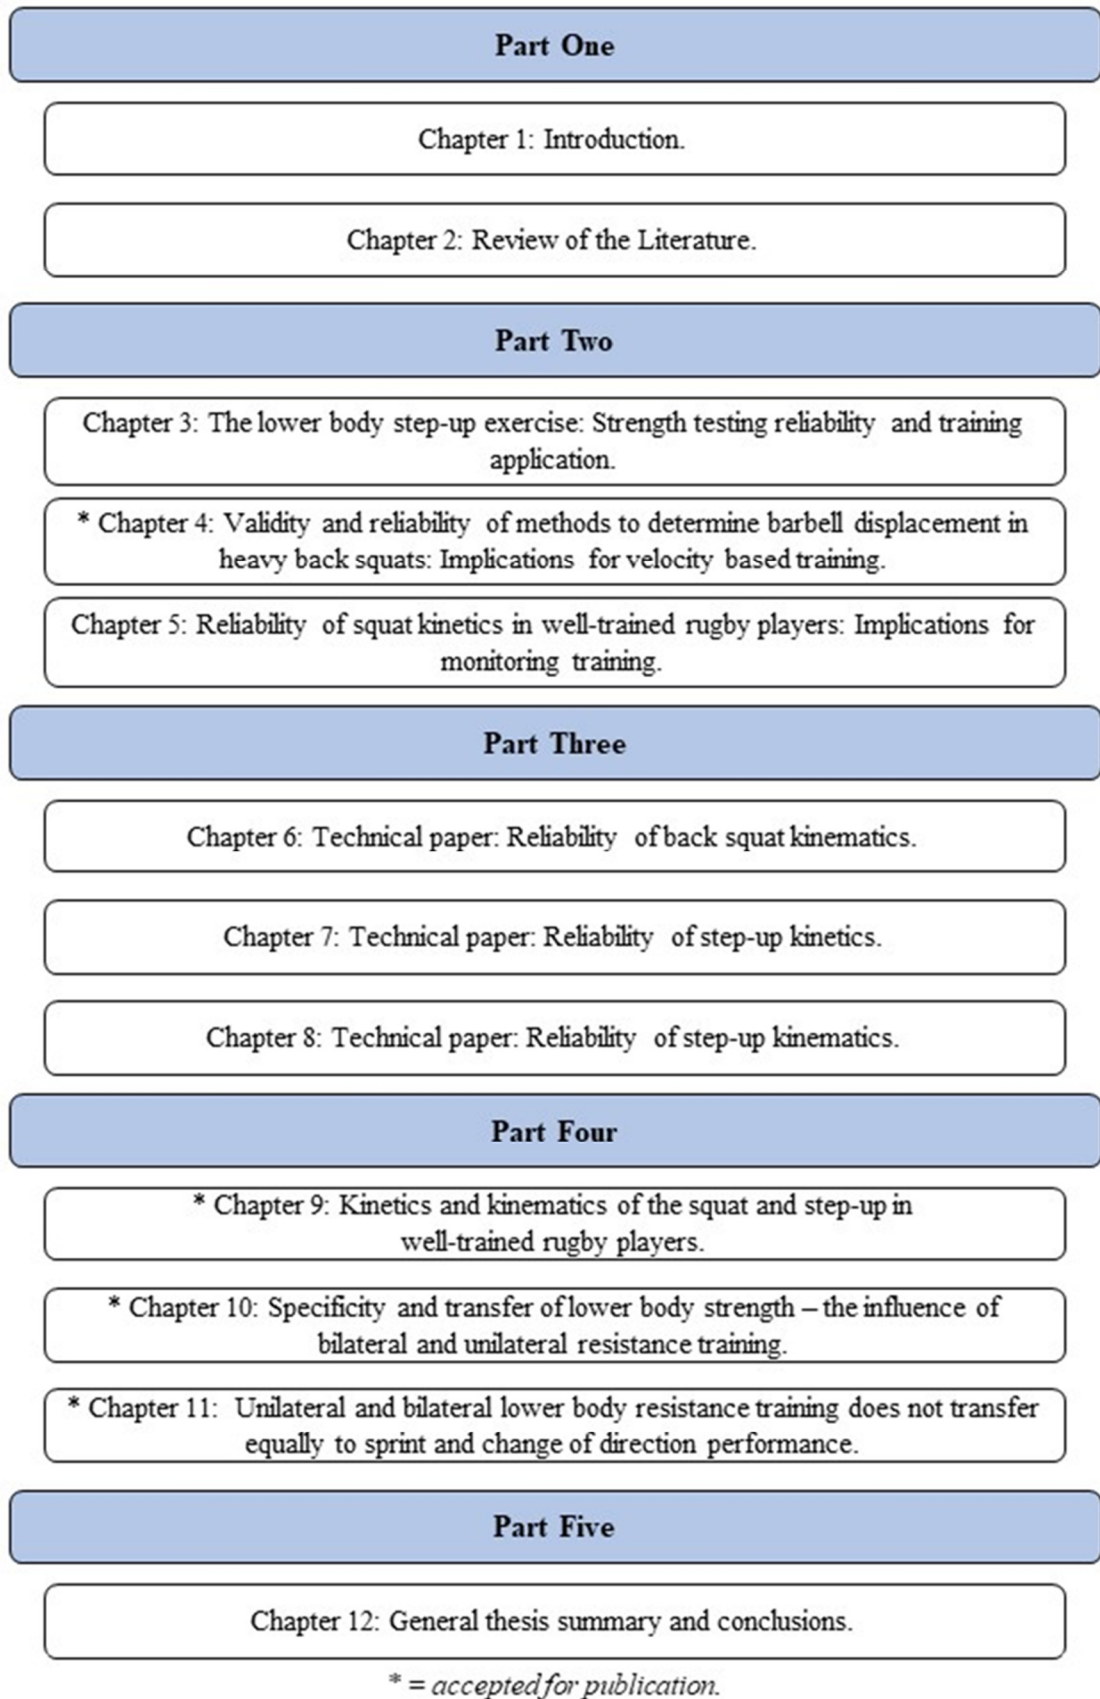 Part One
Chapter 1: Introduction.
Chapter 2: Review of the Literature.
Part Two
Chapter 3: The lower body step-up exercise: Strength testing reliability and training
application.
* Chapter 4: Validity and reliability of methods to determine barbell displacement in
heavy back squats: Implications for velocity based training.
Chapter 5: Reliability of squat kinetics in well-trained rugby players: Implications for
monitoring training.
Part Three
Chapter 6: Technical paper: Reliability of back squat kinematics.
Chapter 7: Technical paper: Reliability of step-up kinetics.
Chapter 8: Technical paper: Reliability of step-up kinematics.
Part Four
* Chapter 9: Kinetics and kinematics of the squat and step-up in
well-trained rugby players.
* Chapter 10: Specificity and transfer of lower body strength – the influence of
bilateral and unilateral resistance training.
* Chapter 11: Unilateral and bilateral lower body resistance training does not transfer
equally to sprint and change of direction performance.
Part Five
Chapter 12: General thesis summary and conclusions.
* = accepted for publication.